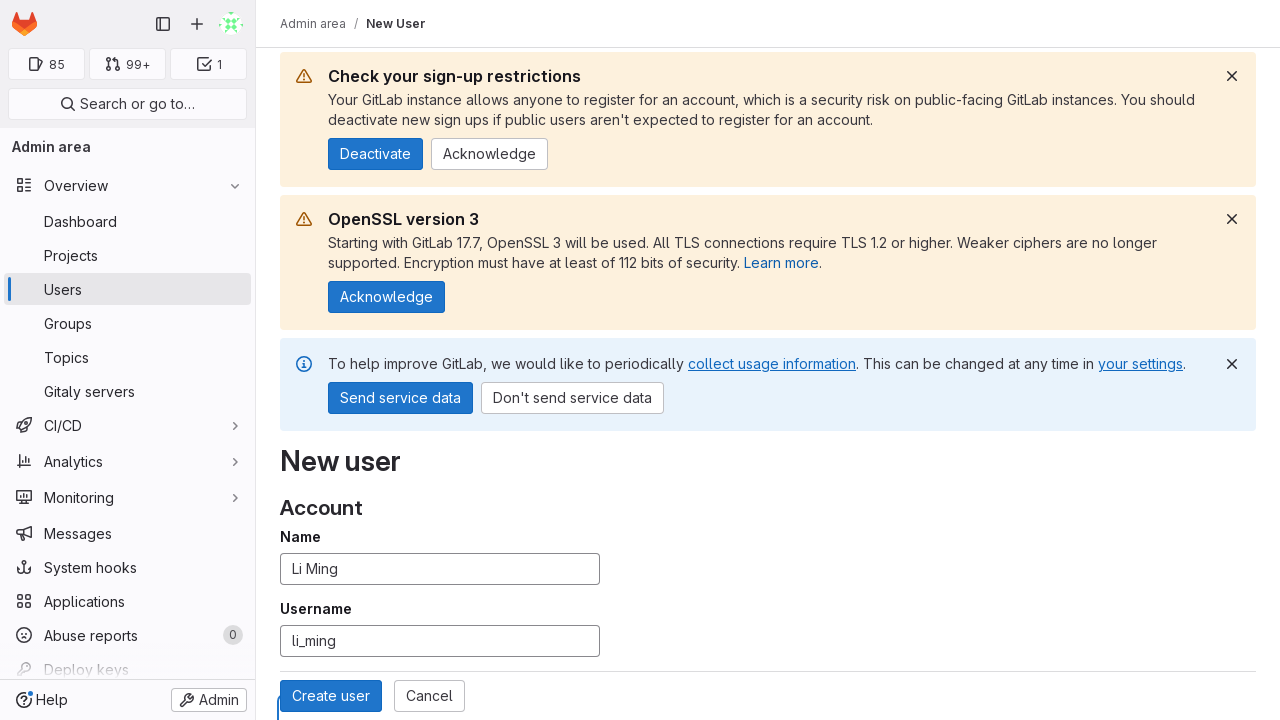 Admin area / New User
85 99+ 1
Search or go to…
Admin area
Overview
Dashboard
Projects
Users
Groups
Topics
Gitaly servers
CI/CD
Analytics
Monitoring
Messages
System hooks
Applications
Abuse reports 0
Deploy keys
Help Admin
Check your sign-up restrictions
Your GitLab instance allows anyone to register for an account, which is a security risk on public-facing GitLab instances. You should
deactivate new sign ups if public users aren't expected to register for an account.
Deactivate Acknowledge
OpenSSL version 3
Starting with GitLab 17.7, OpenSSL 3 will be used. All TLS connections require TLS 1.2 or higher. Weaker ciphers are no longer
supported. Encryption must have at least of 112 bits of security. Learn more.
Acknowledge
To help improve GitLab, we would like to periodically collect usage information. This can be changed at any time in your settings.
Send service data Don't send service data
New user
Account
Name
Li Ming
Username
li_ming
Create user Cancel